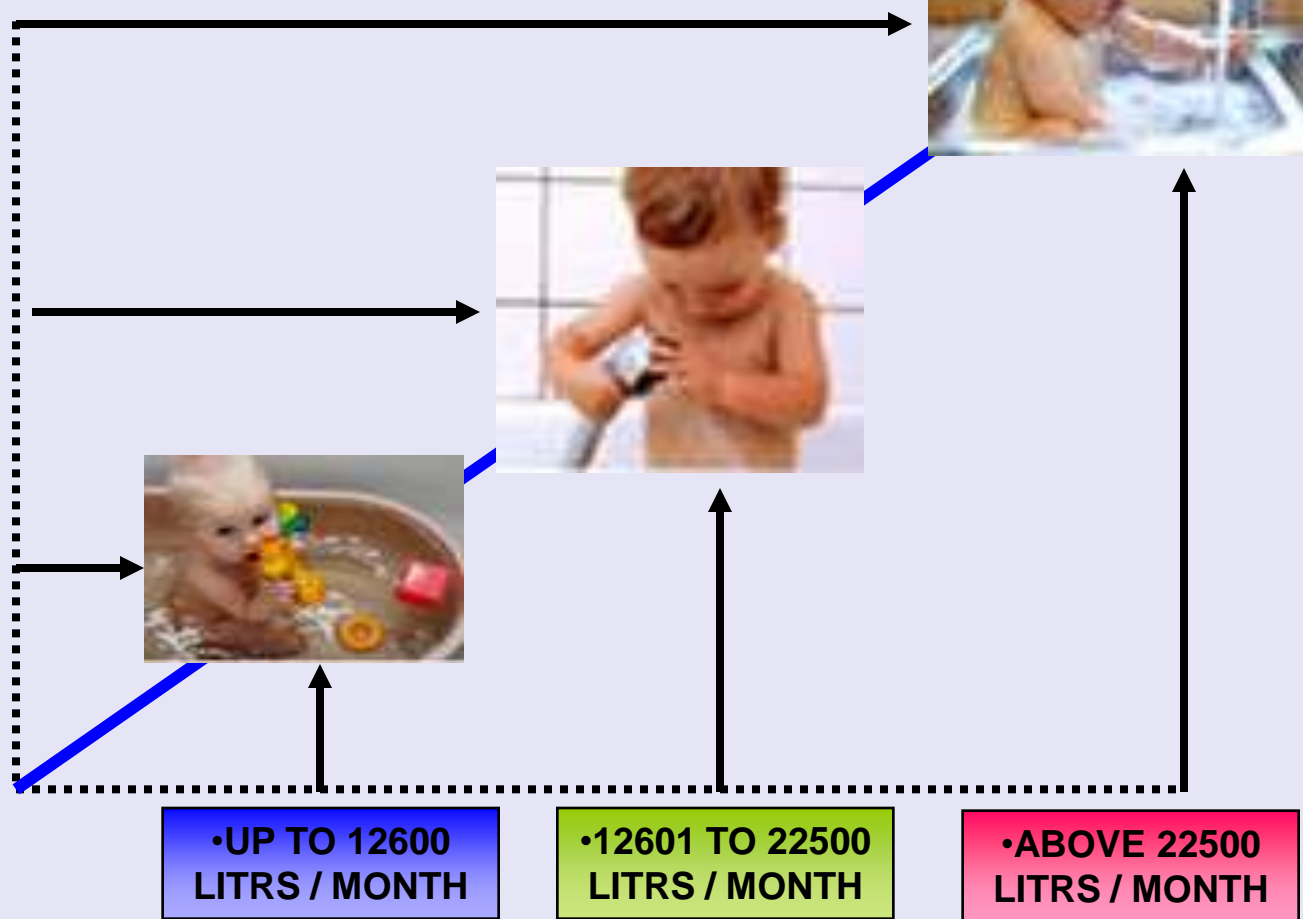 •UP TO 12600
LITRS / MONTH
•12601 TO 22500
LITRS / MONTH
•ABOVE 22500
LITRS / MONTH